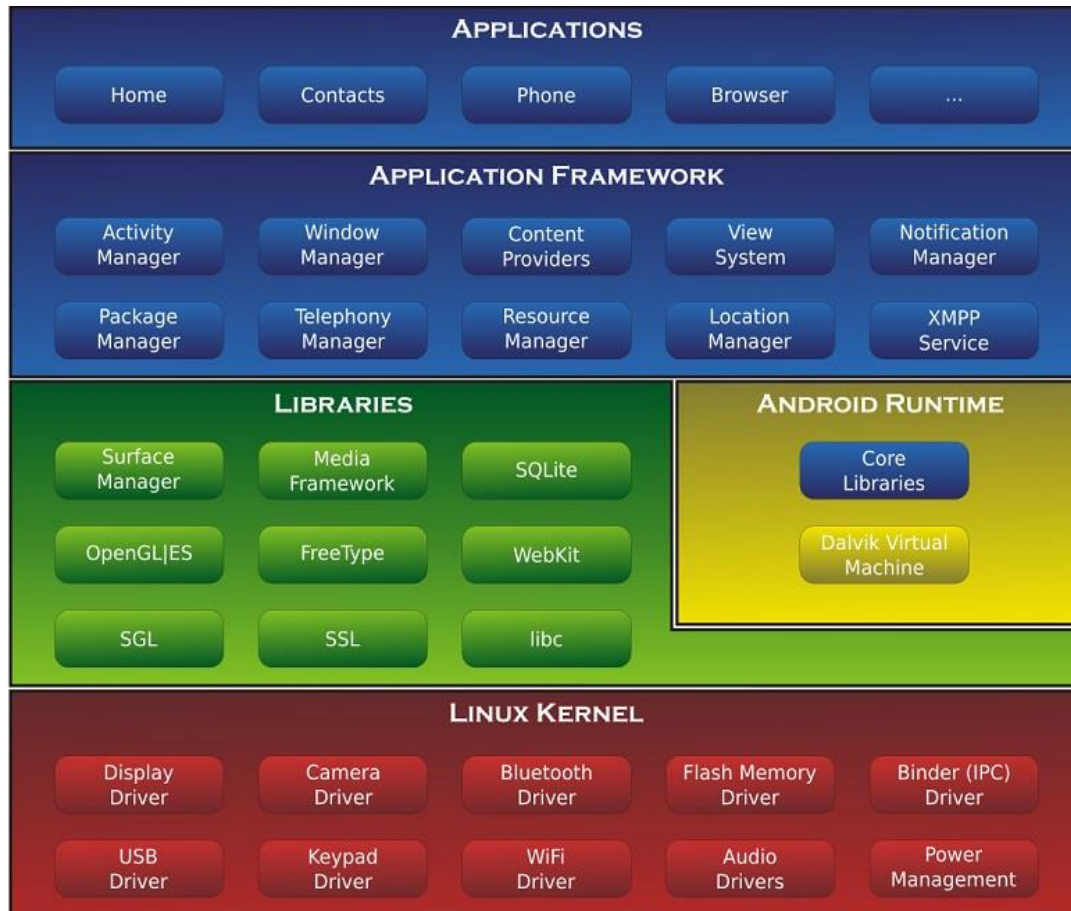 APPLICATIONS
Home
Contacts
Phone
Browser
...
APPLICATION FRAMEWORK
Activity
Manager
Window
Manager
Content
Providers
View
System
Notification
Manager
Package
Manager
Telephony
Manager
Resource
Manager
Location
Manager
XMPP
Service
LIBRARIES
Surface
Manager
Media
Framework
SQLite
OpenGL|ES
FreeType
WebKit
SGL
SSL
libc
ANDROID RUNTIME
Core
Libraries
Dalvik Virtual
Machine
LINUX KERNEL
Display
Driver
Camera
Driver
Bluetooth
Driver
Flash Memory
Driver
Binder (IPC)
Driver
USB
Driver
Keypad
Driver
WiFi
Driver
Audio
Drivers
Power
Management